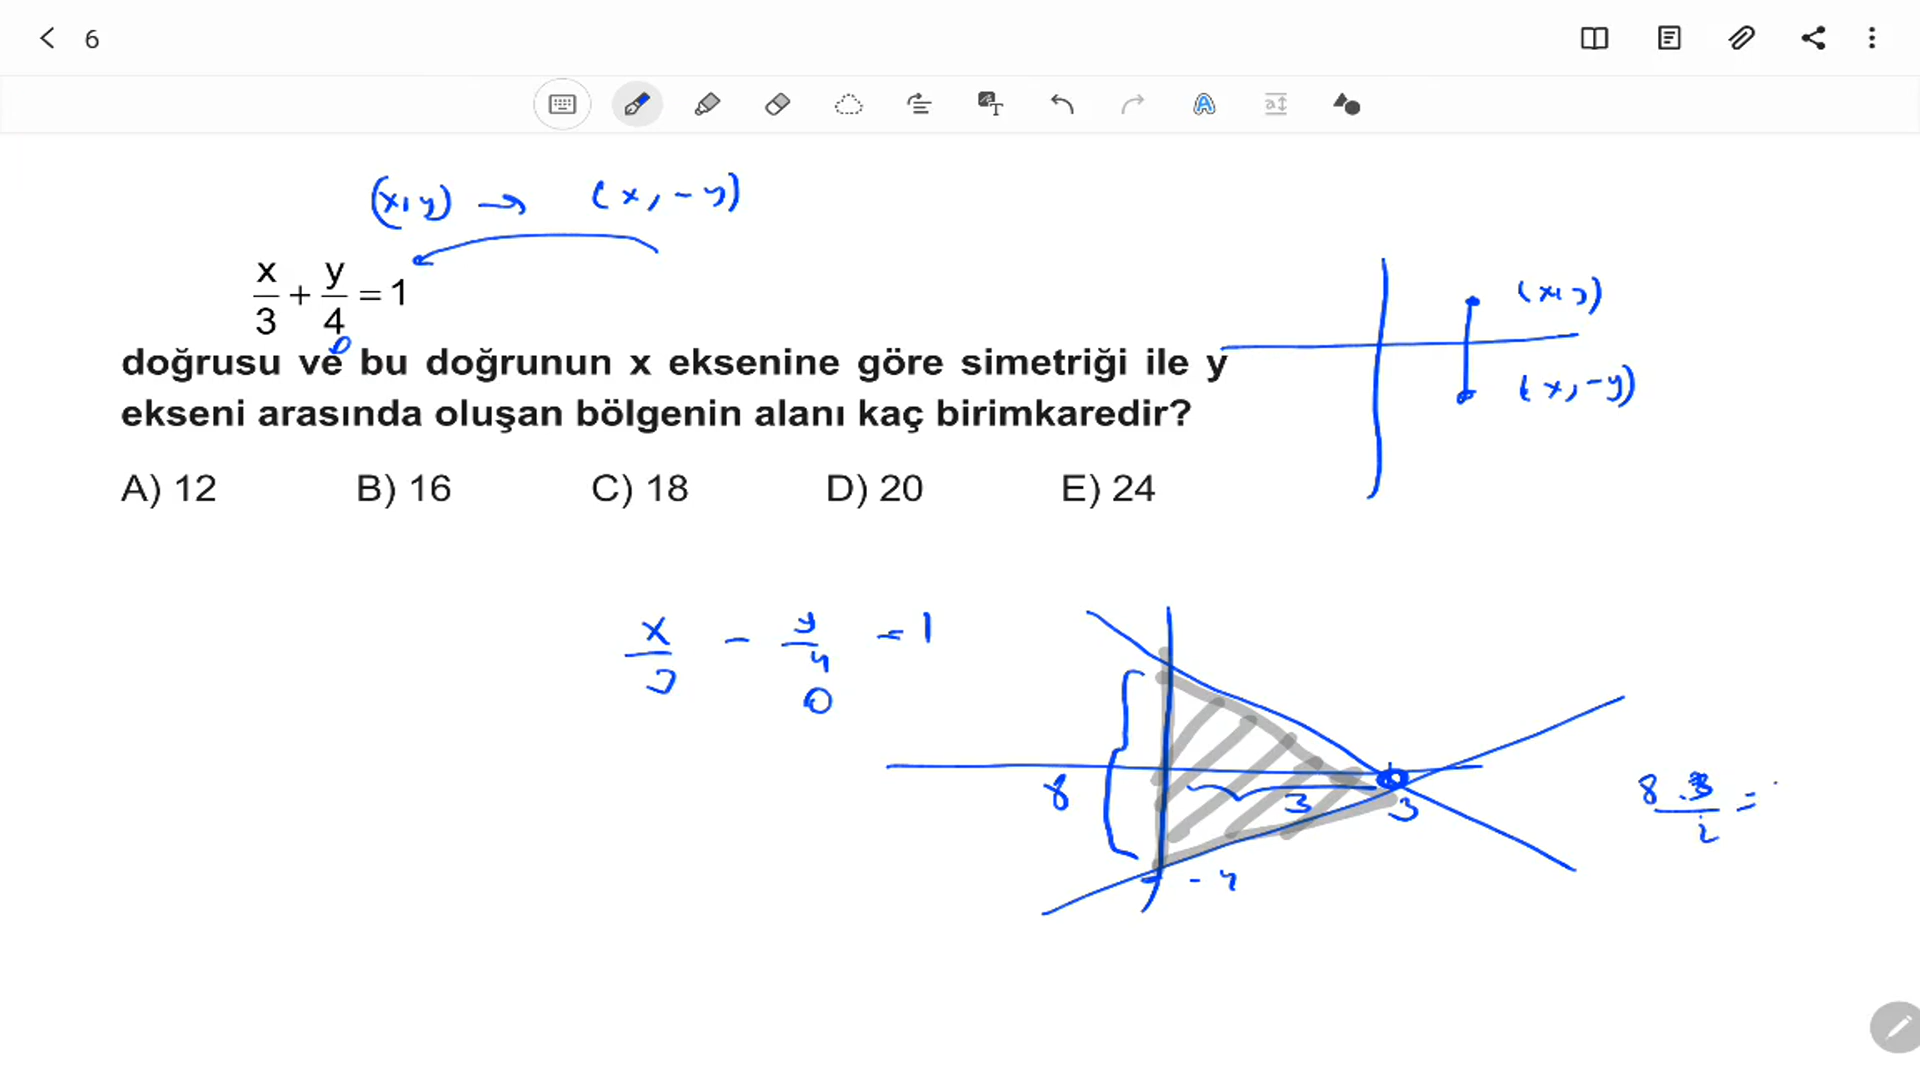 6
(x,y) → (x, -y)
x/3 + y/4 = 1
0
doğrusu ve bu doğrunun x eksenine göre simetriği ile y
ekseni arasında oluşan bölgenin alanı kaç birimkaredir?
A) 12 B) 16 C) 18 D) 20 E) 24
(x,y)
(x, -y)
x/3 - y/4 = 1
0
8
3
3
-4
8 . 3 / 2 =